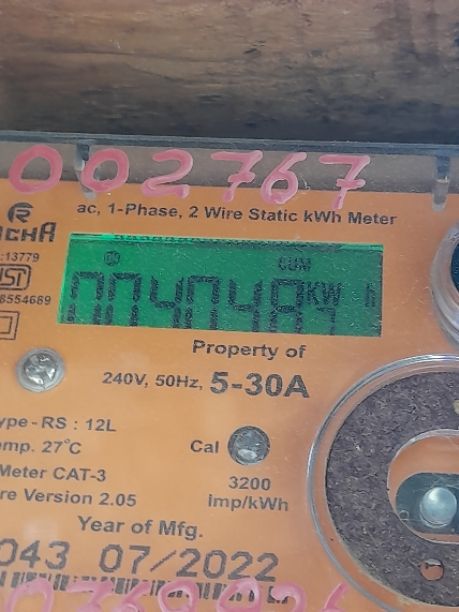 002767
ac, 1-Phase, 2 Wire Static kWh Meter
:13779
8554689
CUM
KW
Property of
240V, 50Hz, 5-30A
ype-RS : 12L
mp. 27°C
Cal
Meter CAT-3
3200
re Version 2.05
imp/kWh
Year of Mfg.
043 07/2022